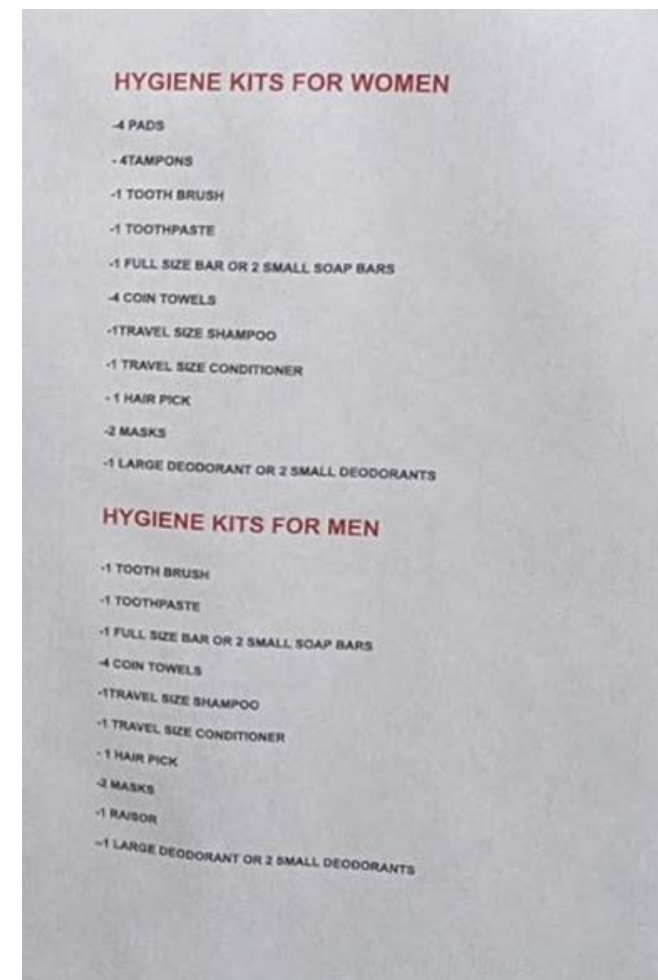 HYGIENE KITS FOR WOMEN
-4 PADS
- 4TAMPONS
-1 TOOTH BRUSH
-1 TOOTHPASTE
-1 FULL SIZE BAR OR 2 SMALL SOAP BARS
-4 COIN TOWELS
-1TRAVEL SIZE SHAMPOO
-1 TRAVEL SIZE CONDITIONER
- 1 HAIR PICK
-2 MASKS
-1 LARGE DEODORANT OR 2 SMALL DEODORANTS
HYGIENE KITS FOR MEN
-1 TOOTH BRUSH
-1 TOOTHPASTE
-1 FULL SIZE BAR OR 2 SMALL SOAP BARS
-4 COIN TOWELS
-1TRAVEL SIZE SHAMPOO
-1 TRAVEL SIZE CONDITIONER
- 1 HAIR PICK
-2 MASKS
-1 RAISOR
--1 LARGE DEODORANT OR 2 SMALL DEODORANTS